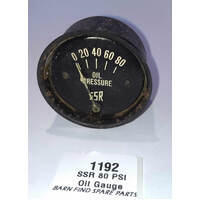 0 20 40 60 80
OIL
PRESSURE
SSR
1192
SSR 80 PSI
Oil Gauge
BARN FIND SPARE PARTS